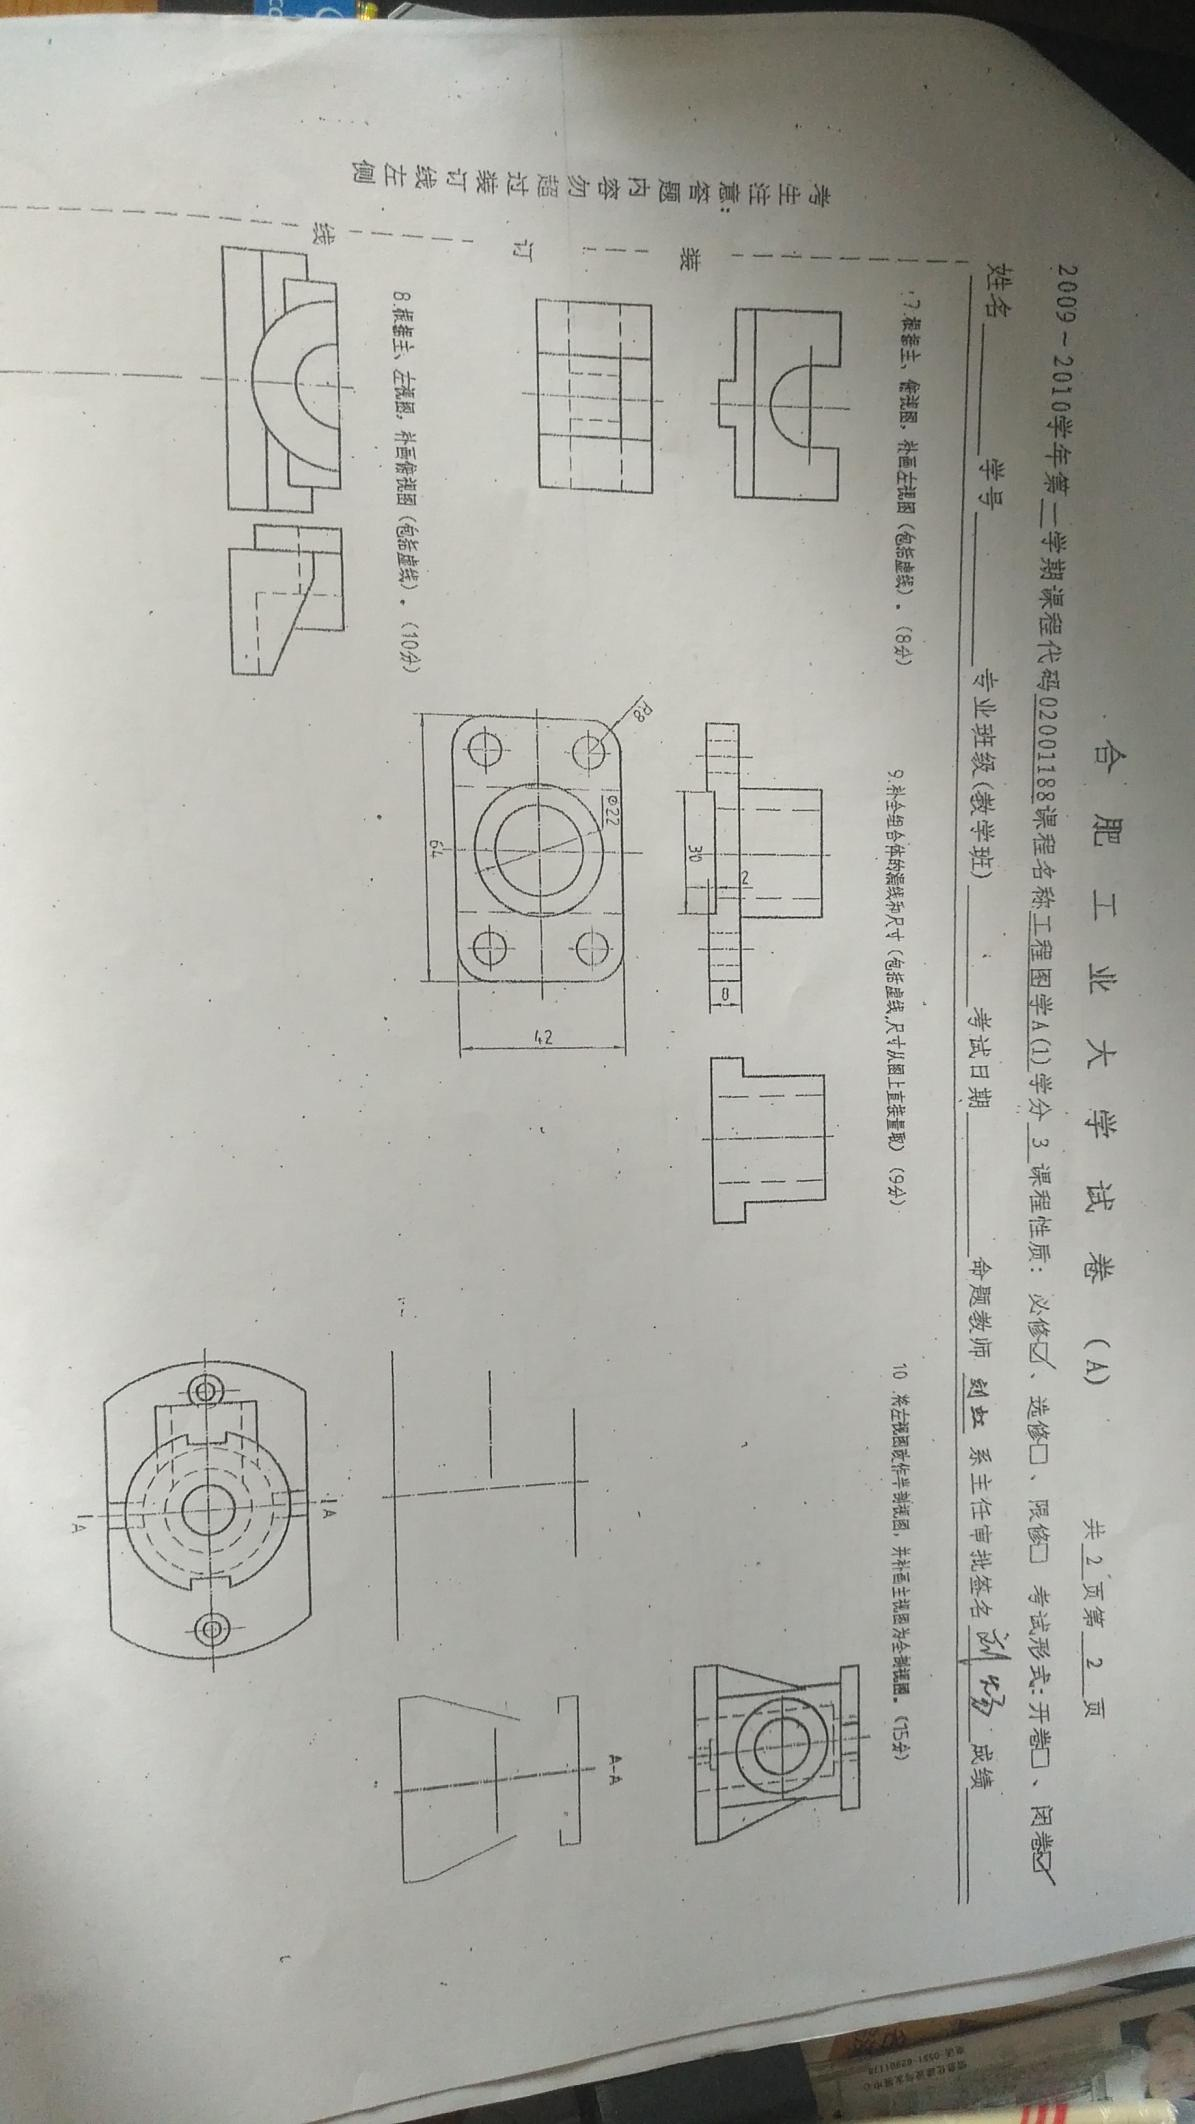 合肥工业大学试卷（A） 共 2 页第 2 页
2009～2010学年第 一 学期课程代码02001188课程名称工程图学A(1)学分 3 课程性质：必修☑、选修☐、限修☐ 考试形式：开卷☐、闭卷☑
姓名 学号 专业班级(教学班) 考试日期 命题教师 系主任审批签名 成绩
考生注意：答题内容勿超过装订线左侧
装 订 线
7.根据主、俯视图，补画左视图（包括虚线）。（8分）
8.根据主、左视图，补画俯视图（包括虚线）。（10分）
9.补全组合体的漏线和尺寸（包括虚线,尺寸从图上直接量取）（9分）
30
2
8
R8
Φ22
64
42
10.将左视图改作半剖视图，并补画主视图为全剖视图。（15分）
A-A
A
A